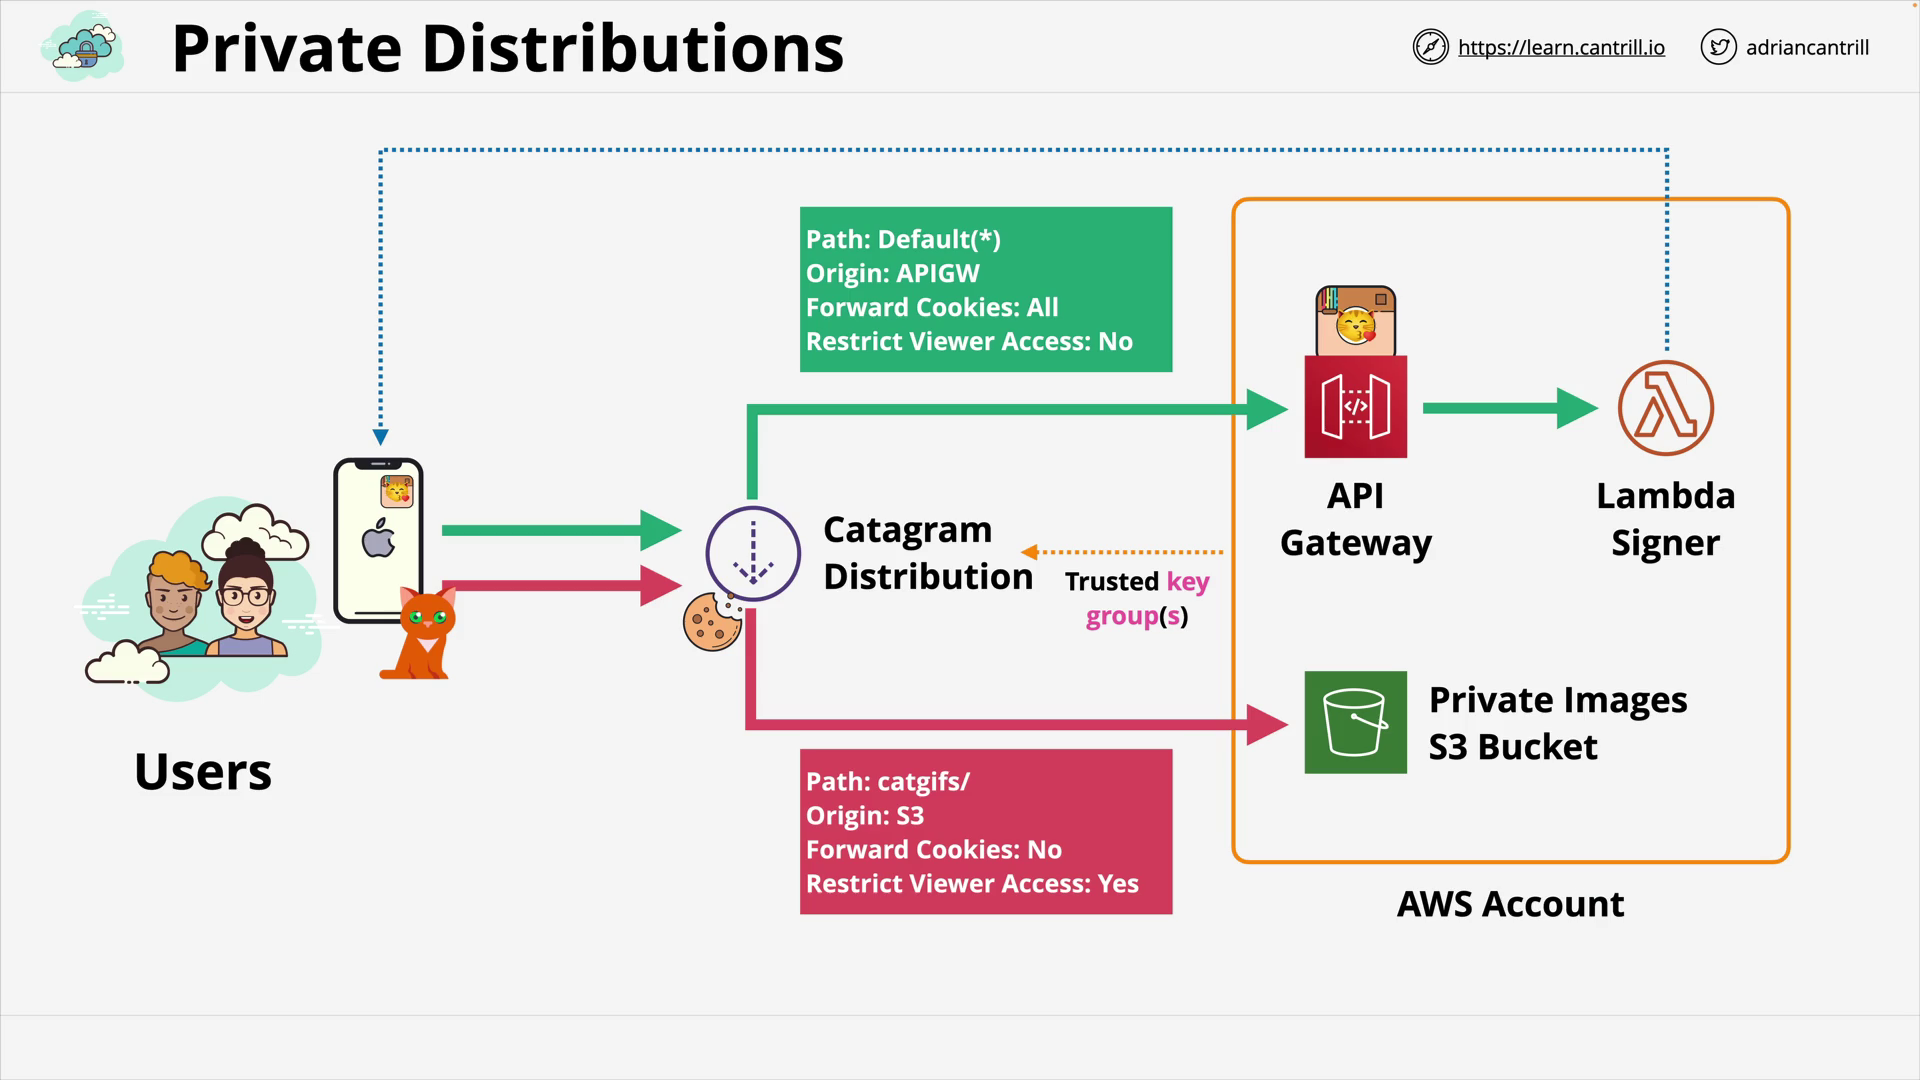 Private Distributions
https://learn.cantrill.io
adriancantrill
Path: Default(*)
Origin: APIGW
Forward Cookies: All
Restrict Viewer Access: No
API
Gateway
Lambda
Signer
Catagram
Distribution
Trusted key
group(s)
Users
Private Images
S3 Bucket
Path: catgifs/
Origin: S3
Forward Cookies: No
Restrict Viewer Access: Yes
AWS Account